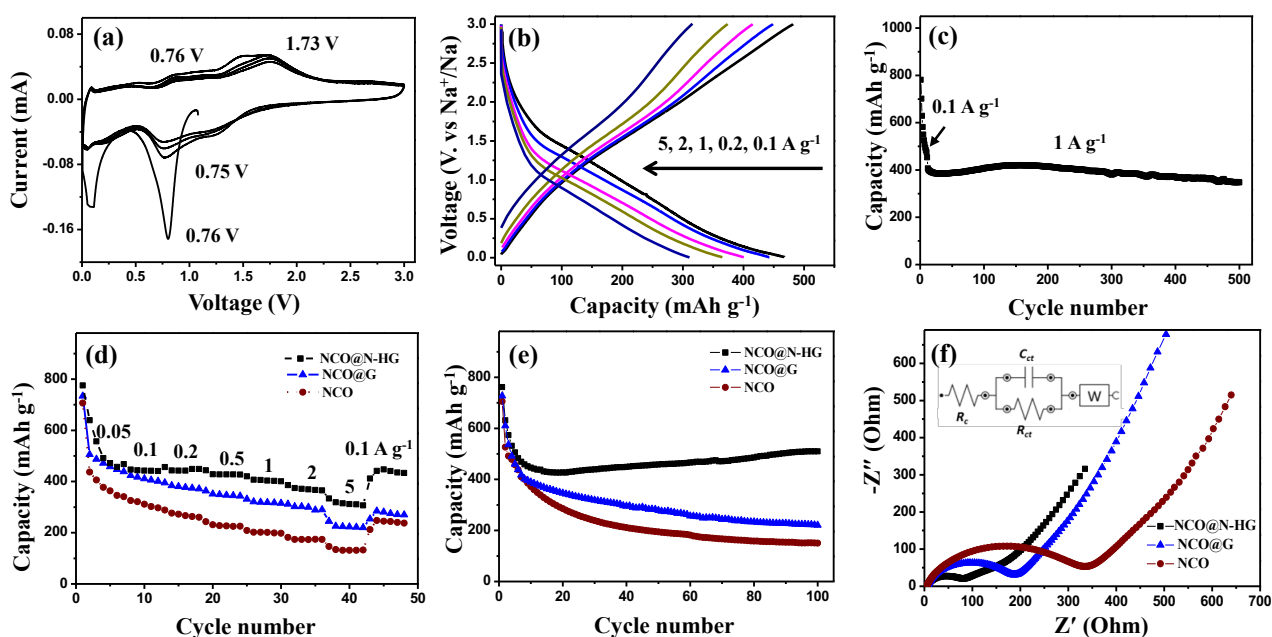 (a)
0.76 V
1.73 V
0.75 V
0.76 V
0.08
0.00
-0.08
-0.16
0.0 0.5 1.0 1.5 2.0 2.5 3.0
Current (mA)
Voltage (V)
(b)
5, 2, 1, 0.2, 0.1 A g⁻¹
3.0
2.5
2.0
1.5
1.0
0.5
0.0
0 100 200 300 400 500
Voltage (V. vs Na⁺/Na)
Capacity (mAh g⁻¹)
(c)
0.1 A g⁻¹
1 A g⁻¹
1000
800
600
400
200
0
0 100 200 300 400 500
Capacity (mAh g⁻¹)
Cycle number
(d)
NCO@N-HG
NCO@G
NCO
0.05
0.1
0.2
0.5
1
2
5
0.1 A g⁻¹
800
600
400
200
0
0 10 20 30 40 50
Capacity (mAh g⁻¹)
Cycle number
(e)
NCO@N-HG
NCO@G
NCO
800
600
400
200
0
0 20 40 60 80 100
Capacity (mAh g⁻¹)
Cycle number
(f)
C_ct
R_c
R_ct
W
NCO@N-HG
NCO@G
NCO
600
500
400
300
200
100
0
0 100 200 300 400 500 600 700
-Z″ (Ohm)
Z′ (Ohm)